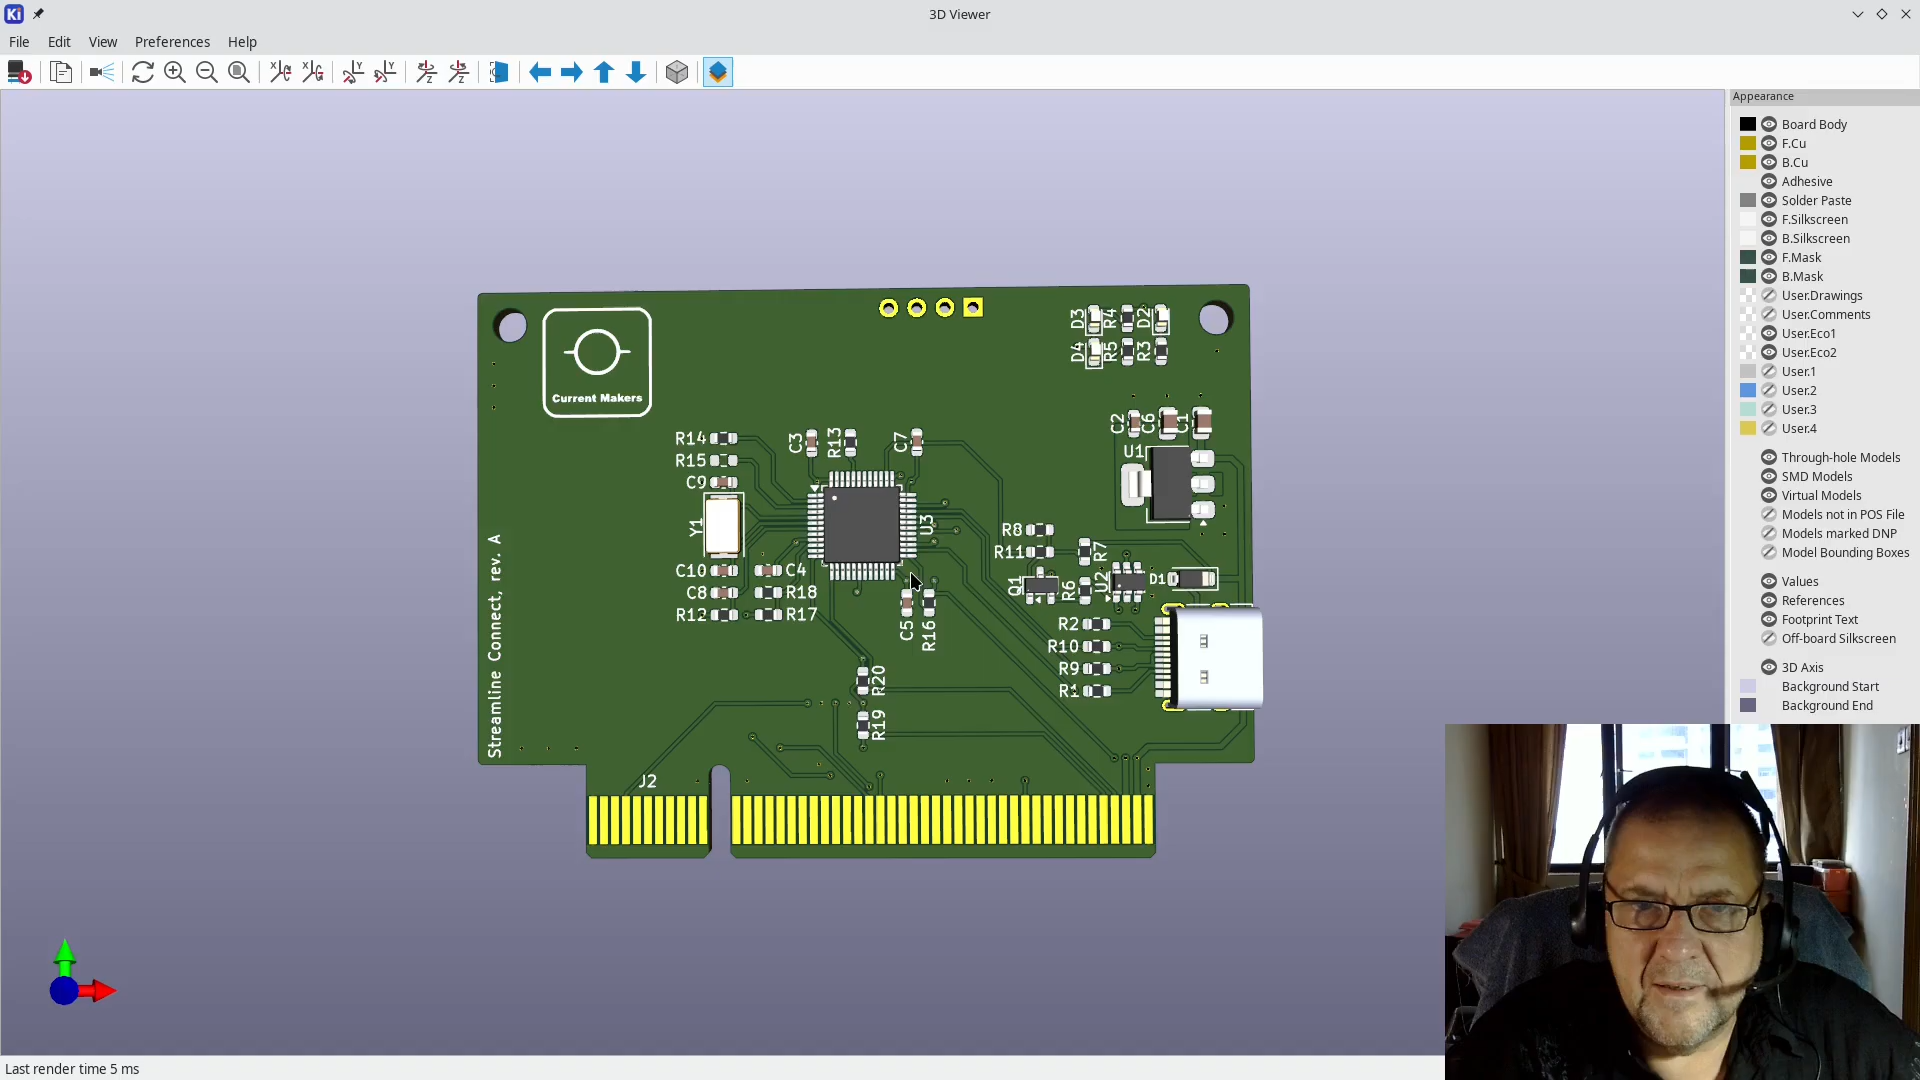 3D Viewer
File Edit View Preferences Help
Appearance
Board Body
F.Cu
B.Cu
Adhesive
Solder Paste
F.Silkscreen
B.Silkscreen
F.Mask
B.Mask
User.Drawings
User.Comments
User.Eco1
User.Eco2
User.1
User.2
User.3
User.4
Through-hole Models
SMD Models
Virtual Models
Models not in POS File
Models marked DNP
Model Bounding Boxes
Values
References
Footprint Text
Off-board Silkscreen
3D Axis
Background Start
Background End
Current Makers
Streamline Connect, rev. A
D3 R4 D2
D4 R5 R3
C2 C6 C1
U1
R14 C3 R13 C7
R15
C9
Y1
U3
R8
R11 R7
C10 C4
Q1 R6 U2 D1
C8 R18
R12 R17
C5 R16
R2
R10
R9
R1
R20
R19
J2
Last render time 5 ms